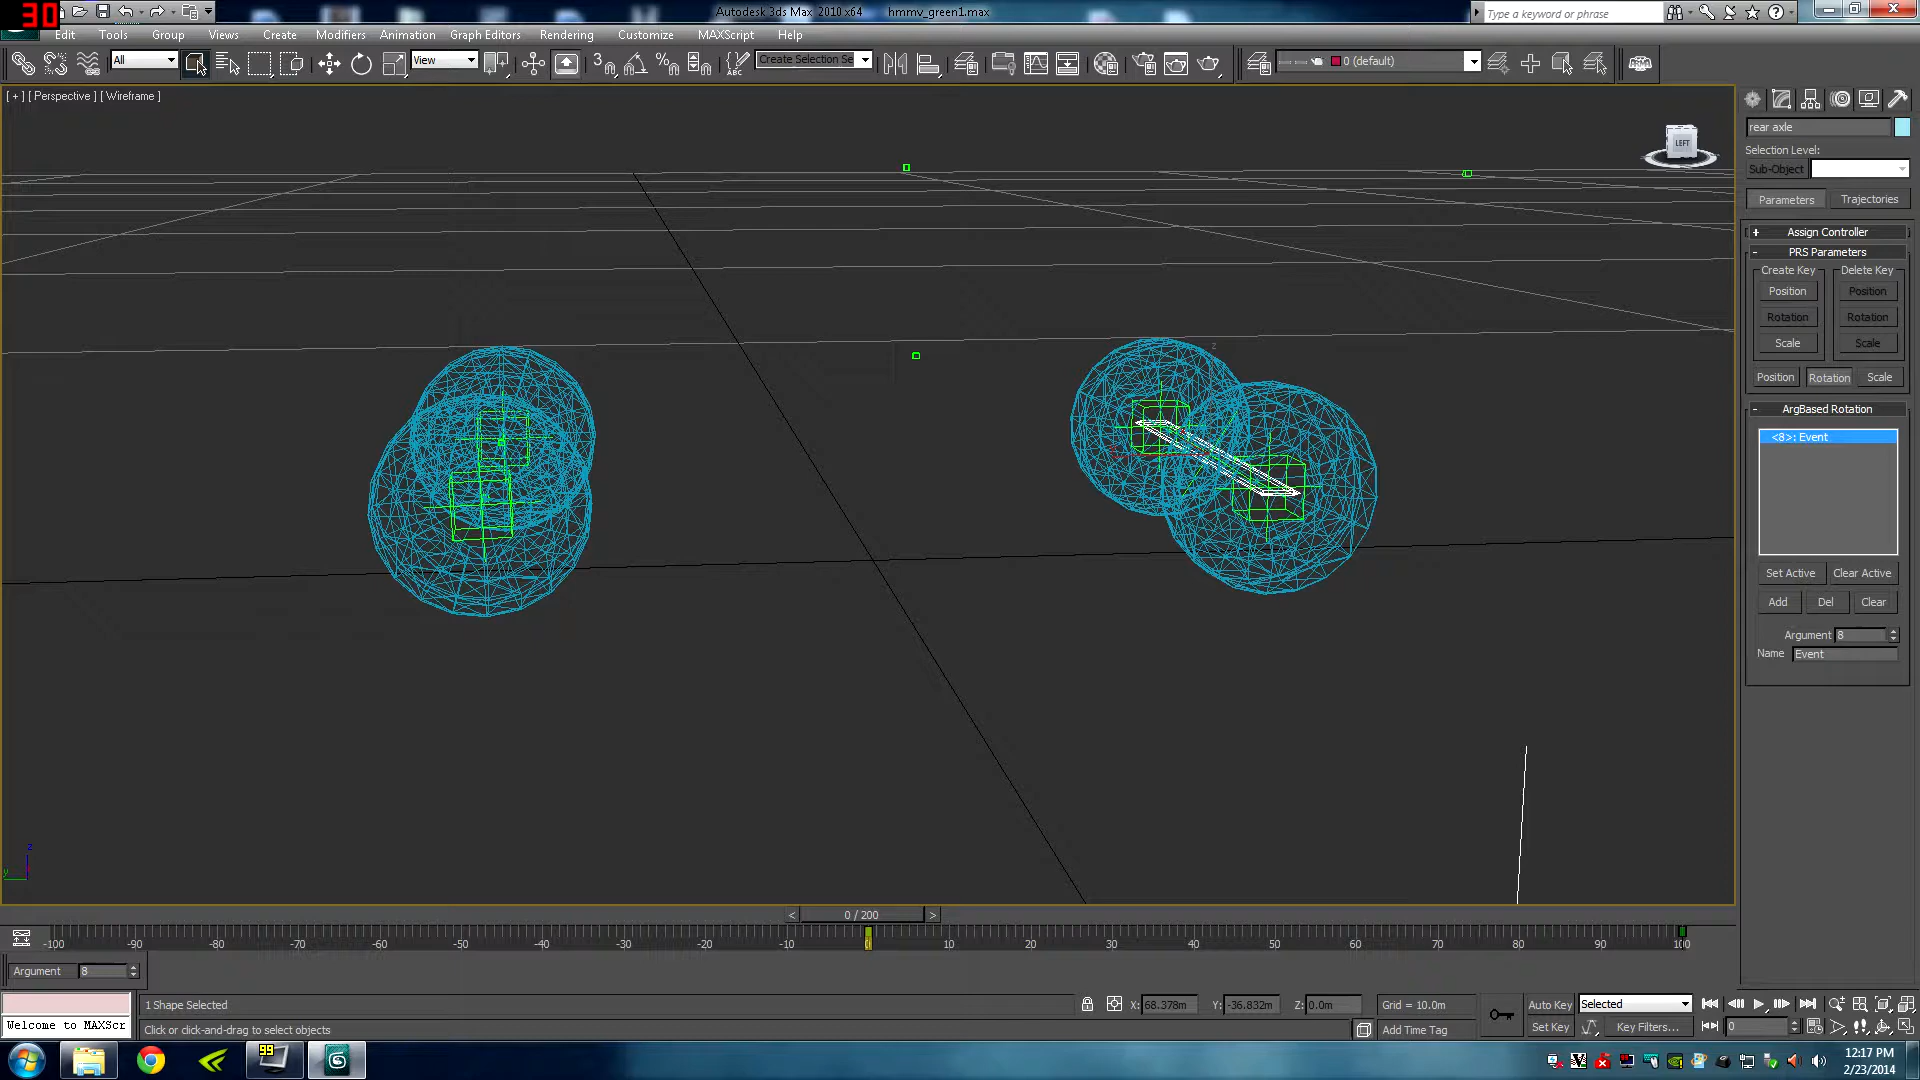 30
Autodesk 3ds Max 2010 x64 hmmv_green1.max
Type a keyword or phrase
Edit Tools Group Views Create Modifiers Animation Graph Editors Rendering Customize MAXScript Help
All View Create Selection Se 0 (default)
[ + ] [ Perspective ] [ Wireframe ]
LEFT
rear axle
Selection Level:
Sub-Object
Parameters Trajectories
+ Assign Controller
- PRS Parameters
Create Key Delete Key
Position Position
Rotation Rotation
Scale Scale
Position Rotation Scale
- ArgBased Rotation
<8>: Event
Set Active Clear Active
Add Del Clear
Argument 8
Name Event
z
z
y
< 0 / 200 >
-100 -90 -80 -70 -60 -50 -40 -30 -20 -10 0 10 20 30 40 50 60 70 80 90 100
Argument 8
1 Shape Selected X: 68.378m Y: -36.832m Z: 0.0m Grid = 10.0m Auto Key Selected
Welcome to MAXScr Click or click-and-drag to select objects Add Time Tag Set Key Key Filters... 0
99
12:17 PM
2/23/2014